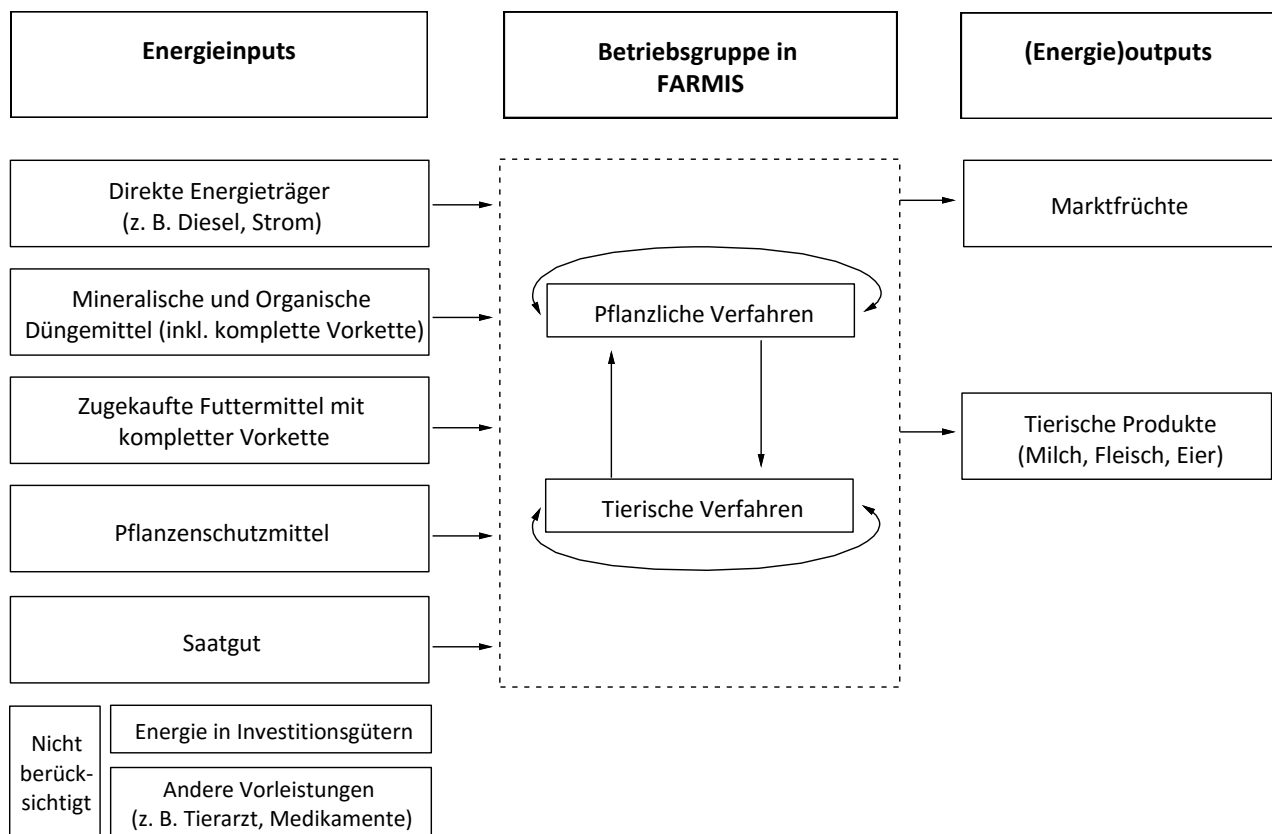 Energieinputs
Betriebsgruppe in
FARMIS
(Energie)outputs
Direkte Energieträger
(z. B. Diesel, Strom)
Mineralische und Organische
Düngemittel (inkl. komplette Vorkette)
Zugekaufte Futtermittel mit
kompletter Vorkette
Pflanzenschutzmittel
Saatgut
Nicht
berück-
sichtigt
Energie in Investitionsgütern
Andere Vorleistungen
(z. B. Tierarzt, Medikamente)
Pflanzliche Verfahren
Tierische Verfahren
Marktfrüchte
Tierische Produkte
(Milch, Fleisch, Eier)